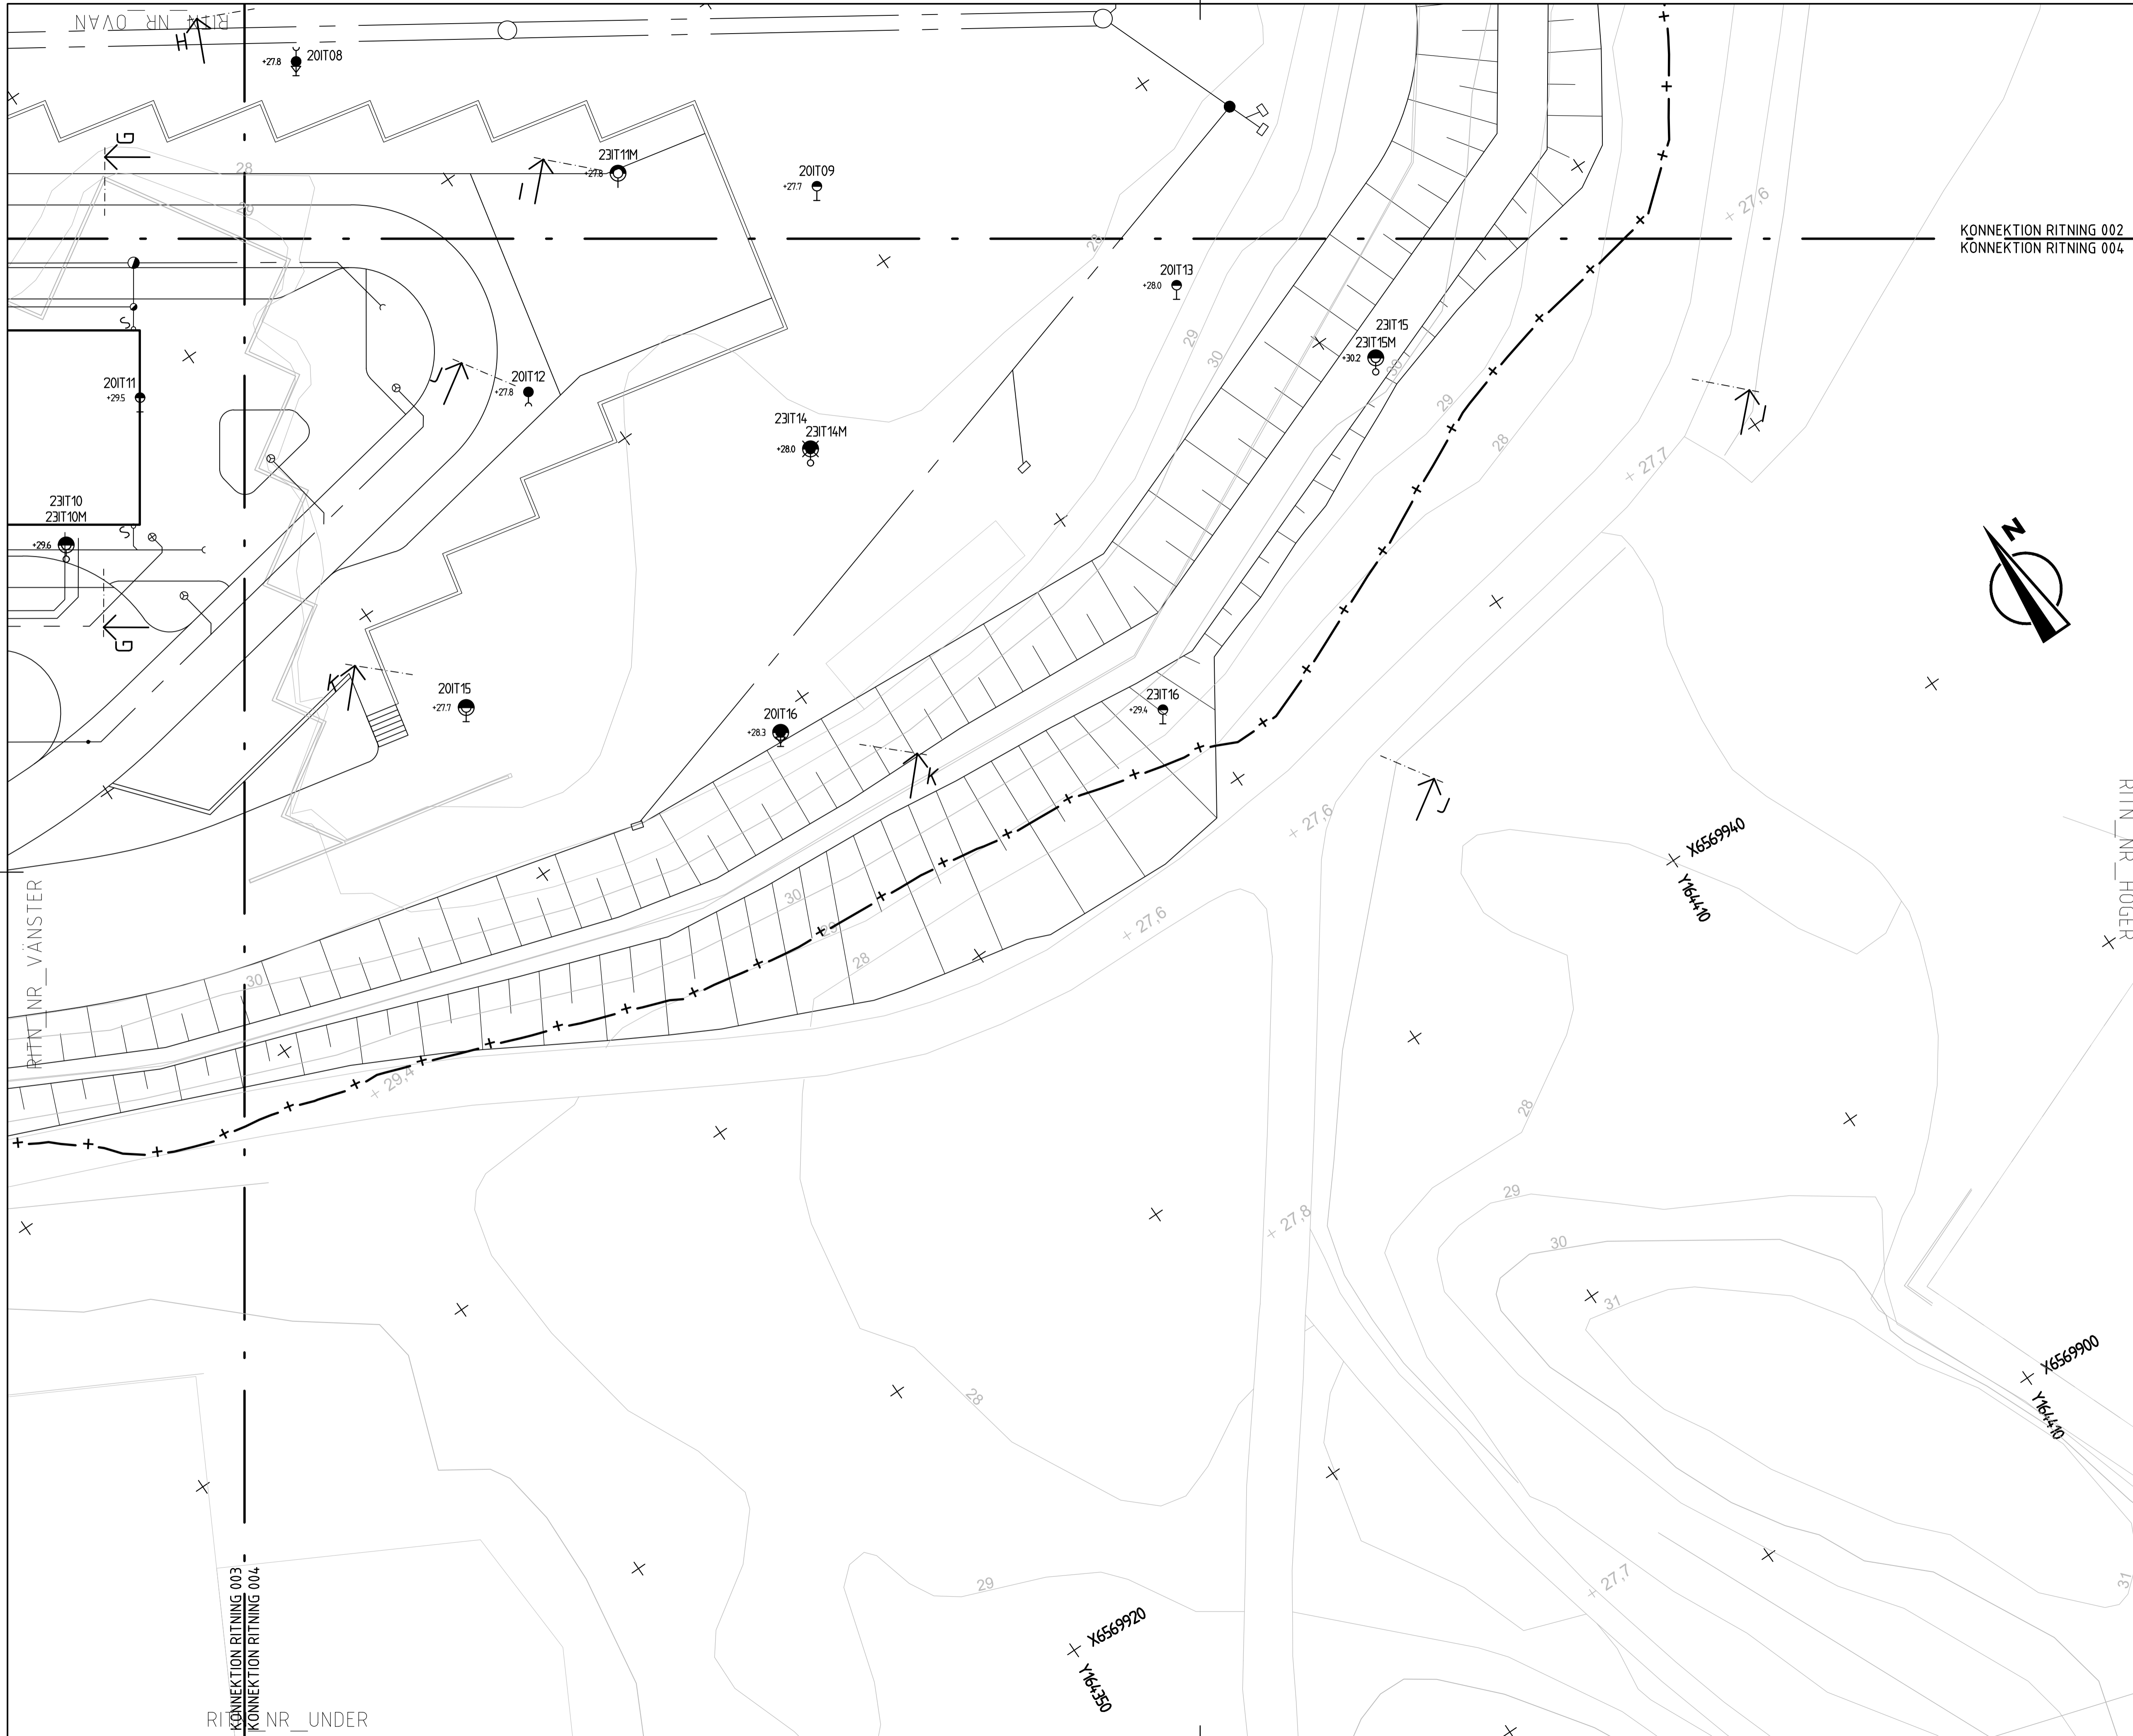 RITN_NR_OVAN
H
+27.8
20IT08
G
28
29
23IT11M
+27.8
I
20IT09
+27.7
+ 27,6
KONNEKTION RITNING 002
KONNEKTION RITNING 004
28
20IT13
+28.0
29
30
23IT15
23IT15M
+30.2
30
S
J
20IT11
+29.5
20IT12
+27.8
29
I
23IT14
23IT14M
+28.0
28
+ 27,7
23IT10
23IT10M
+29.6
S
N
G
K
20IT15
+27.7
23IT16
+29.4
20IT16
+28.3
K
J
+ 27,6
X6569940
Y164410
RITN_NR_HÖGER
RITN_NR_VÄNSTER
30
29
28
+ 27,6
30
+ 29,4
28
29
+ 27,8
30
31
X6569900
Y164410
28
29
+ 27,7
31
X6569920
Y164350
KONNEKTION RITNING 003
KONNEKTION RITNING 004
RITN_NR_UNDER